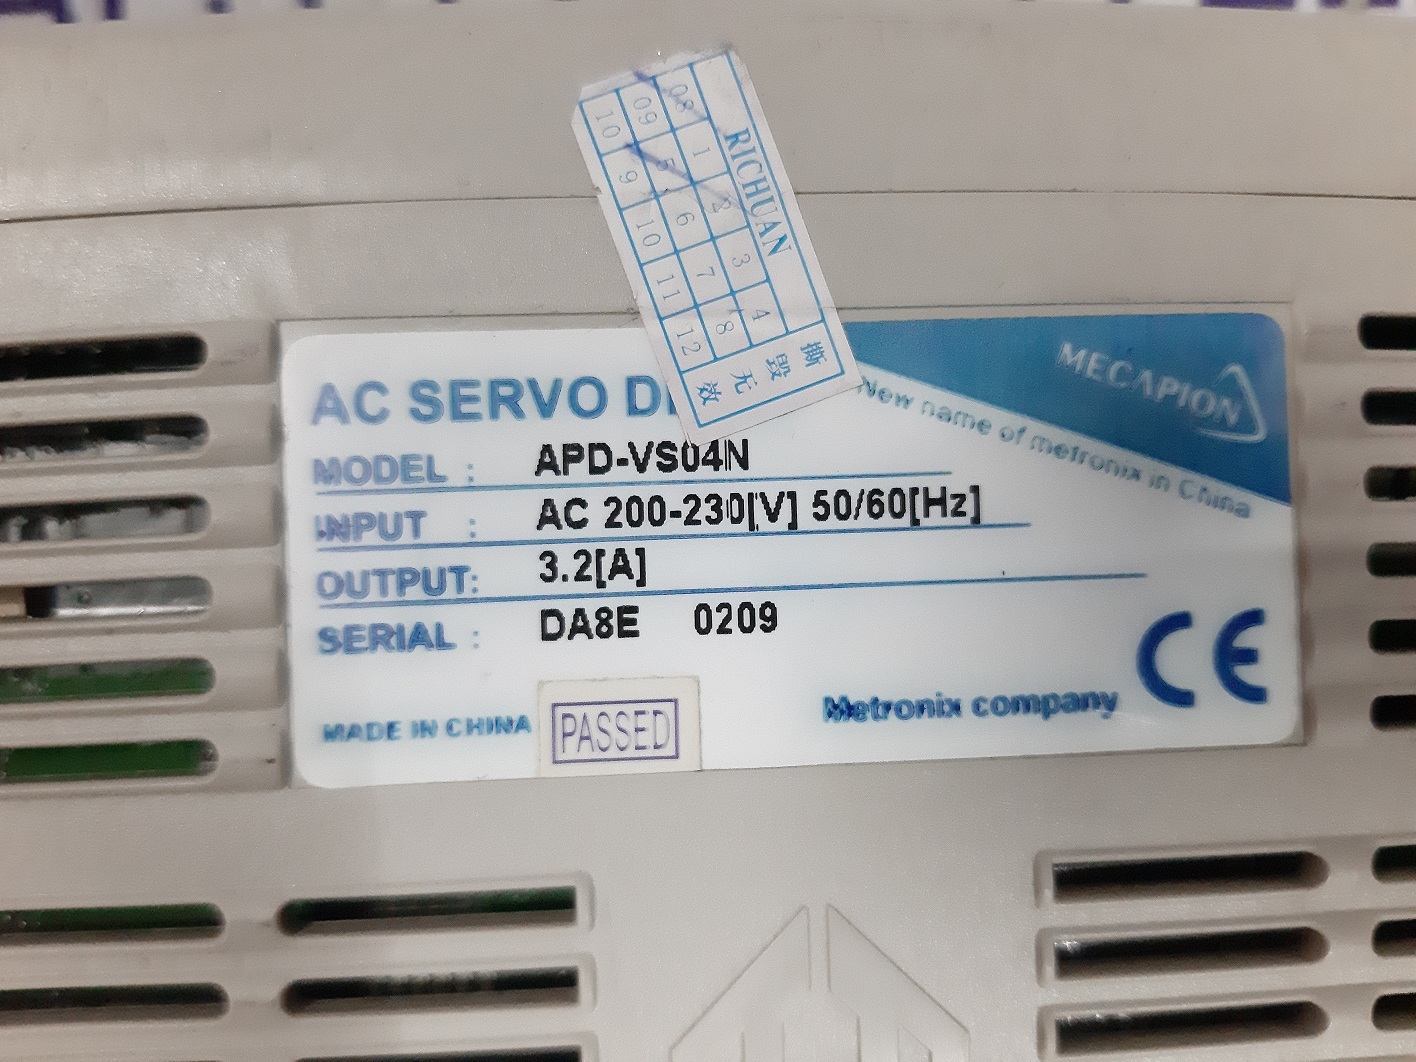 RICHUAN
08 1 2 3 4
09 5 6 7 8
10 9 10 11 12
撕毁无效
MECAPION
New name of metronix in China
AC SERVO D
MODEL : APD-VS04N
INPUT : AC 200-230[V] 50/60[Hz]
OUTPUT: 3.2[A]
SERIAL : DA8E 0209
MADE IN CHINA
PASSED
Metronix company
CE